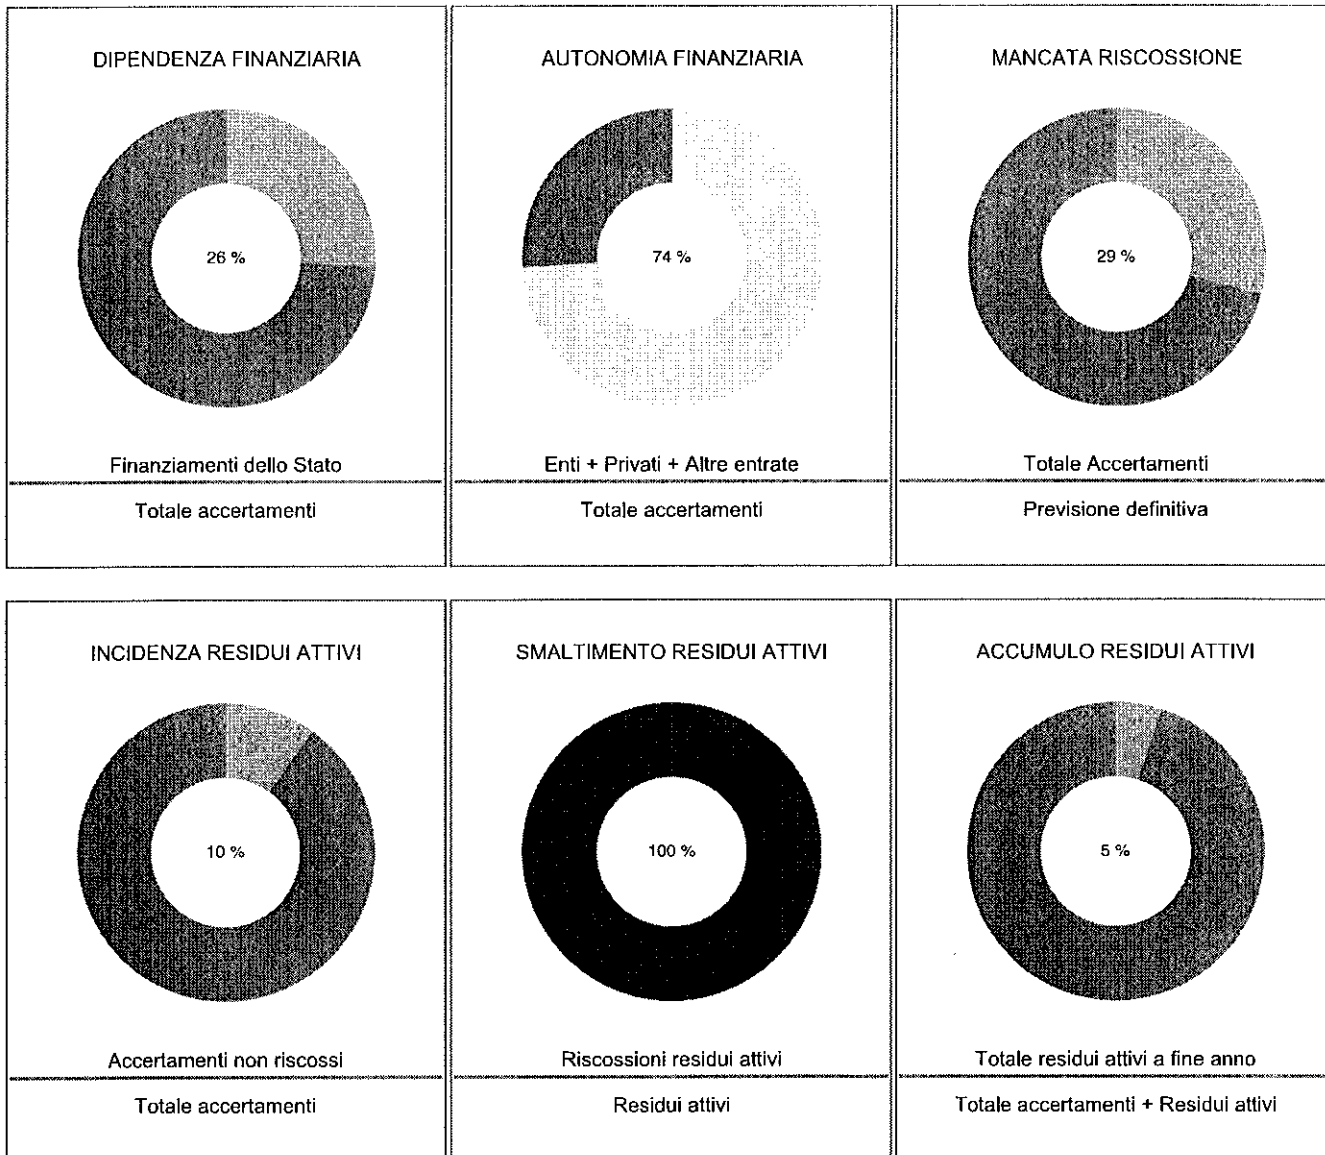 DIPENDENZA FINANZIARIA
26 %
Finanziamenti dello Stato
Totale accertamenti
AUTONOMIA FINANZIARIA
74 %
Enti + Privati + Altre entrate
Totale accertamenti
MANCATA RISCOSSIONE
29 %
Totale Accertamenti
Previsione definitiva
INCIDENZA RESIDUI ATTIVI
10 %
Accertamenti non riscossi
Totale accertamenti
SMALTIMENTO RESIDUI ATTIVI
100 %
Riscossioni residui attivi
Residui attivi
ACCUMULO RESIDUI ATTIVI
5 %
Totale residui attivi a fine anno
Totale accertamenti + Residui attivi